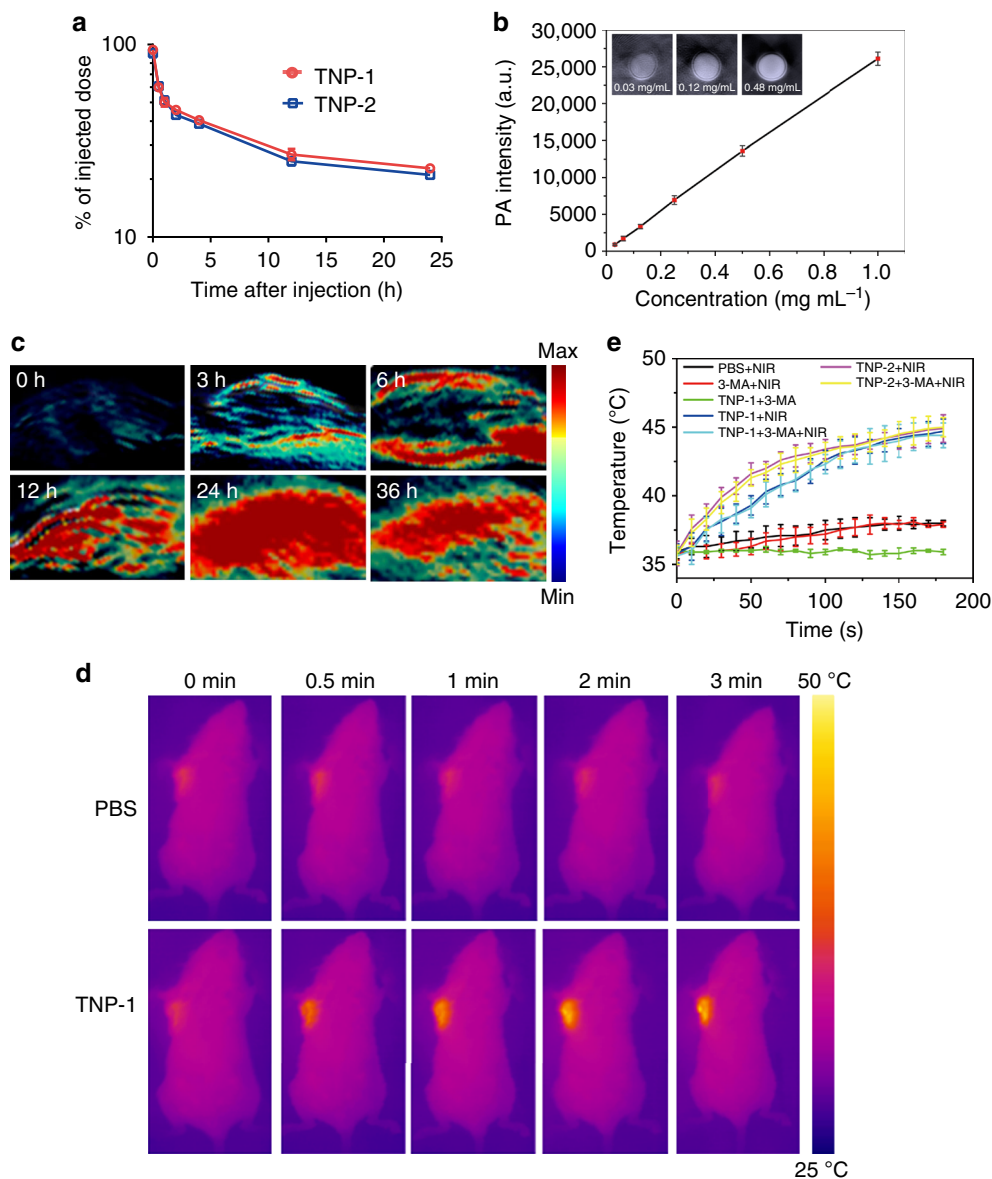 a
100
10
% of injected dose
TNP-1
TNP-2
0 5 10 15 20 25
Time after injection (h)
b
30,000
25,000
20,000
15,000
10,000
5000
0
PA intensity (a.u.)
0.03 mg/mL 0.12 mg/mL 0.48 mg/mL
0 0.2 0.4 0.6 0.8 1.0
Concentration (mg mL⁻¹)
c
0 h 3 h 6 h
12 h 24 h 36 h
Max
Min
e
50
45
40
35
Temperature (°C)
PBS+NIR
3-MA+NIR
TNP-1+3-MA
TNP-1+NIR
TNP-1+3-MA+NIR
TNP-2+NIR
TNP-2+3-MA+NIR
0 50 100 150 200
Time (s)
d
0 min 0.5 min 1 min 2 min 3 min
50 °C
PBS
TNP-1
25 °C